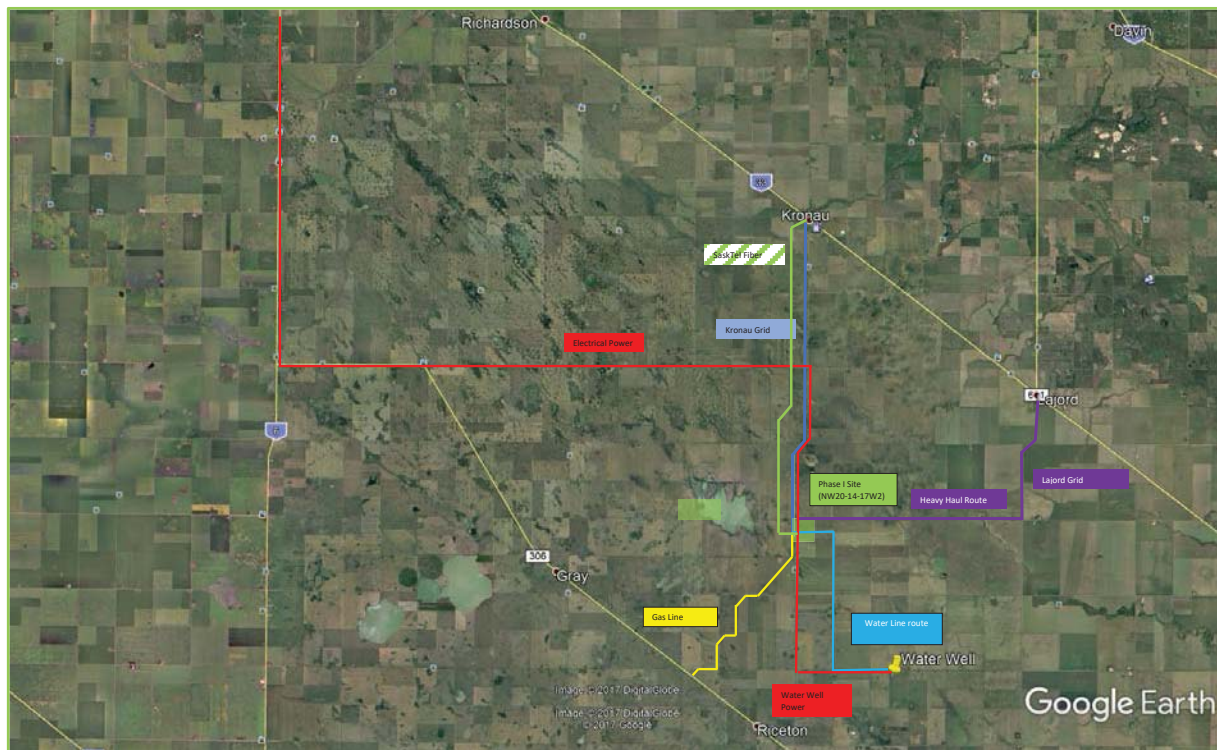 Richardson
Davin
33
Kronau
SaskTel Fiber
Kronau Grid
Electrical Power
Lajord
Lajord Grid
Phase I Site
(NW20-14-17W2)
Heavy Haul Route
306
Gray
Gas Line
Water Line route
Water Well
Water Well
Power
Image © 2017 DigitalGlobe
Image © 2017 DigitalGlobe
© 2017 Google
Riceton
Google Earth